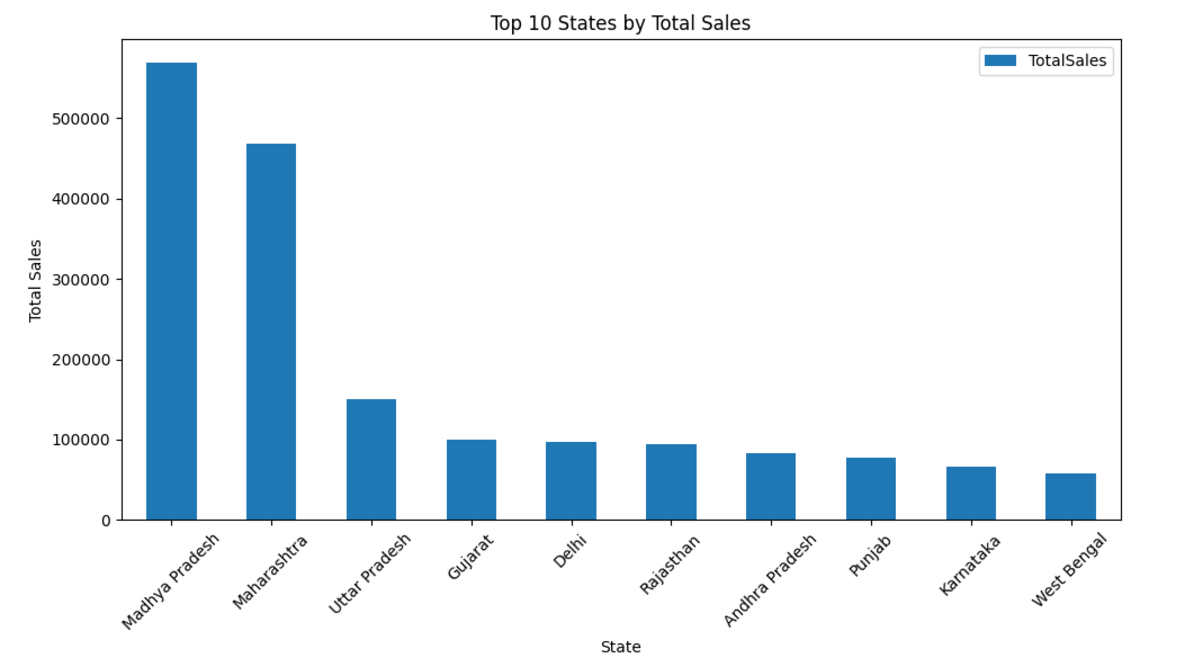 Top 10 States by Total Sales
TotalSales
Total Sales
500000
400000
300000
200000
100000
0
Madhya Pradesh
Maharashtra
Uttar Pradesh
Gujarat
Delhi
Rajasthan
Andhra Pradesh
Punjab
Karnataka
West Bengal
State